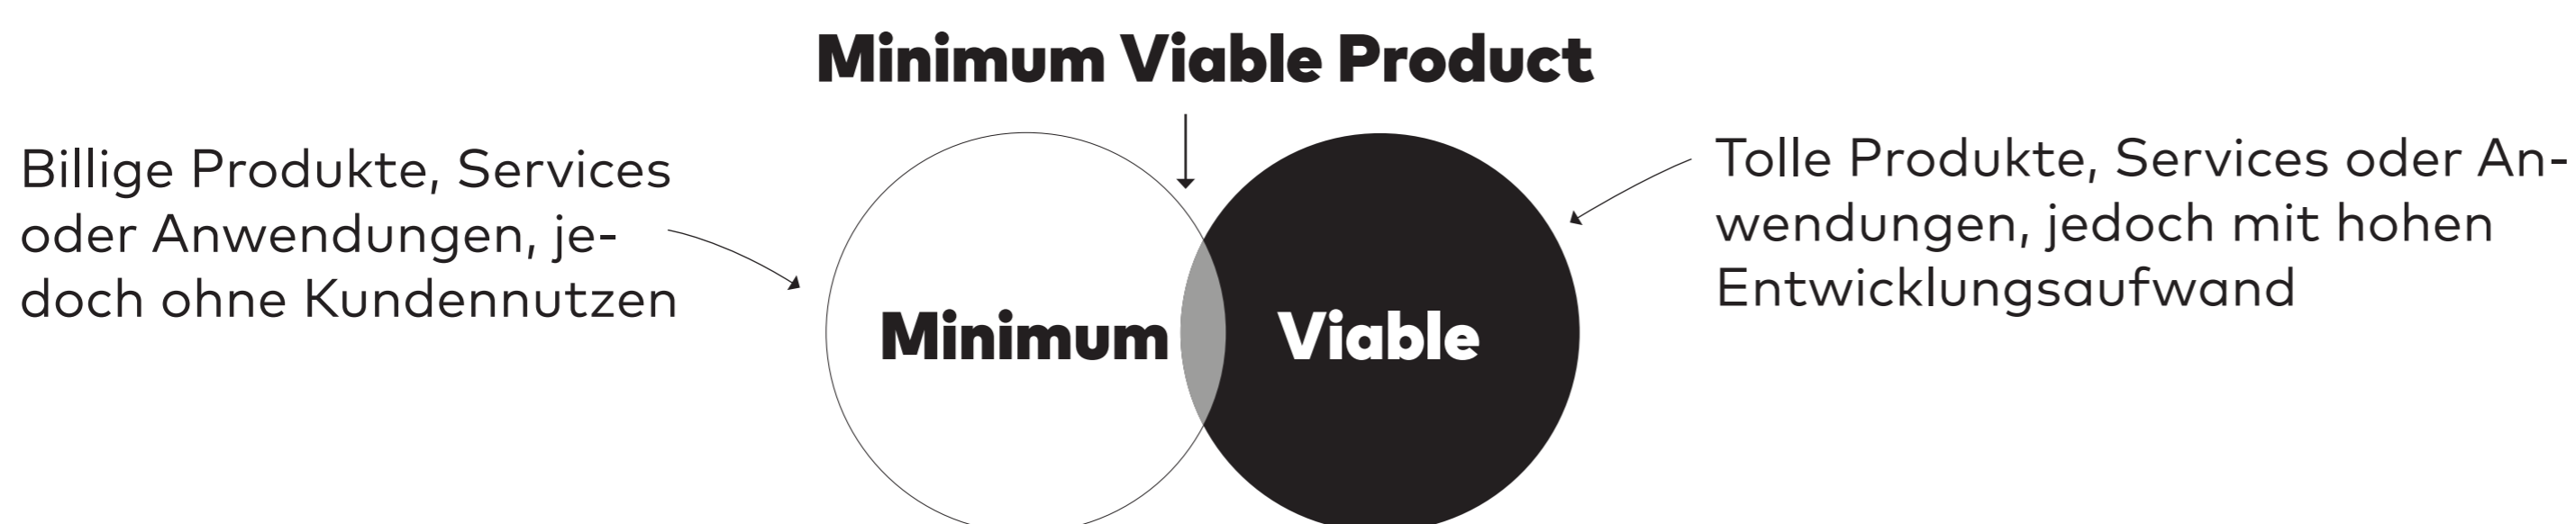 Minimum Viable Product
Billige Produkte, Services
oder Anwendungen, je-
doch ohne Kundennutzen
Minimum
Viable
Tolle Produkte, Services oder An-
wendungen, jedoch mit hohen
Entwicklungsaufwand